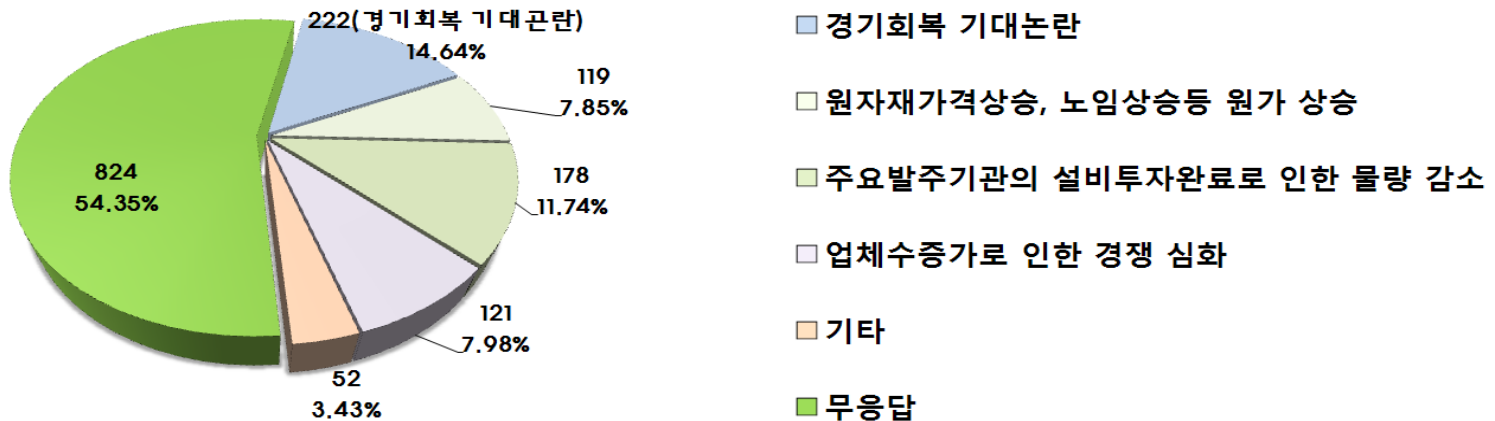 222(경기회복 기대곤란)
14.64%
119
7.85%
178
11.74%
121
7.98%
52
3.43%
824
54.35%
경기회복 기대논란
원자재가격상승, 노임상승등 원가 상승
주요발주기관의 설비투자완료로 인한 물량 감소
업체수증가로 인한 경쟁 심화
기타
무응답